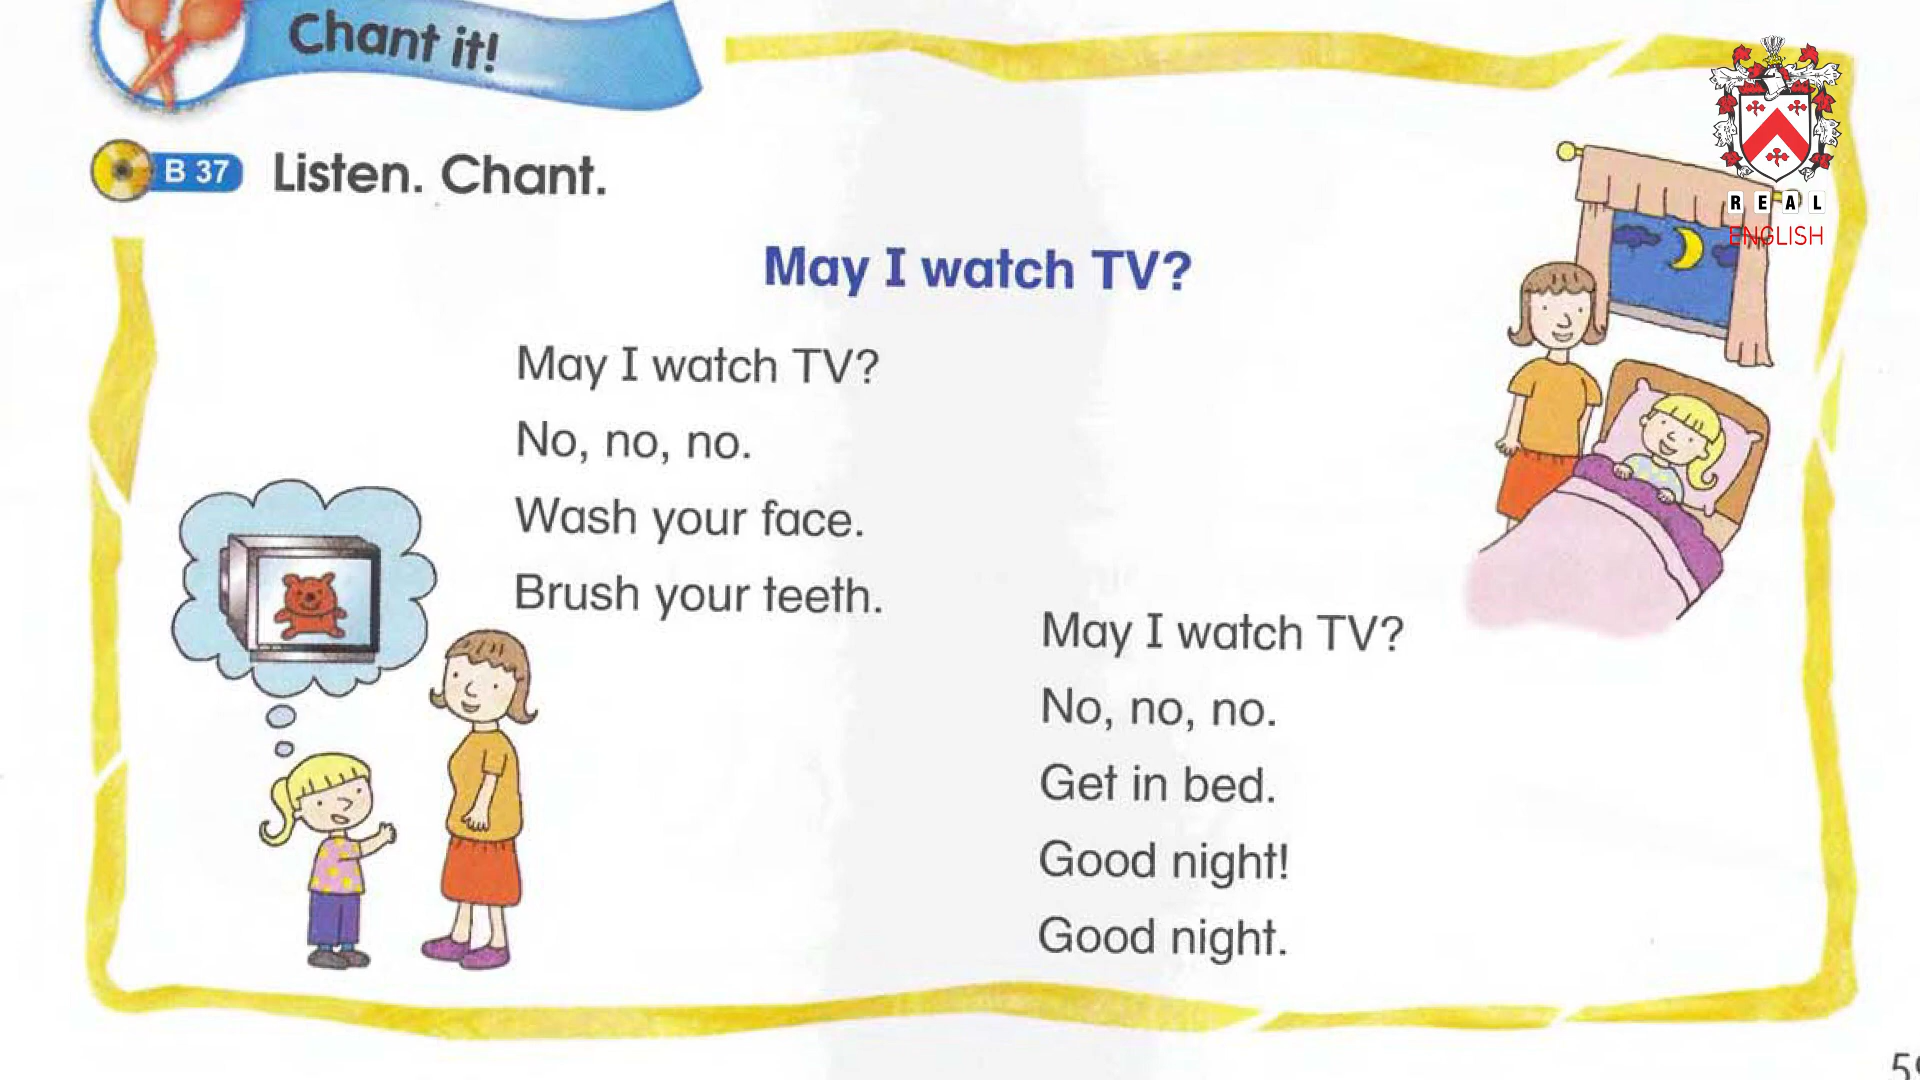 Chant it!
B 37 Listen. Chant.
May I watch TV?
May I watch TV?
No, no, no.
Wash your face.
Brush your teeth.
May I watch TV?
No, no, no.
Get in bed.
Good night!
Good night.
REAL
ENGLISH